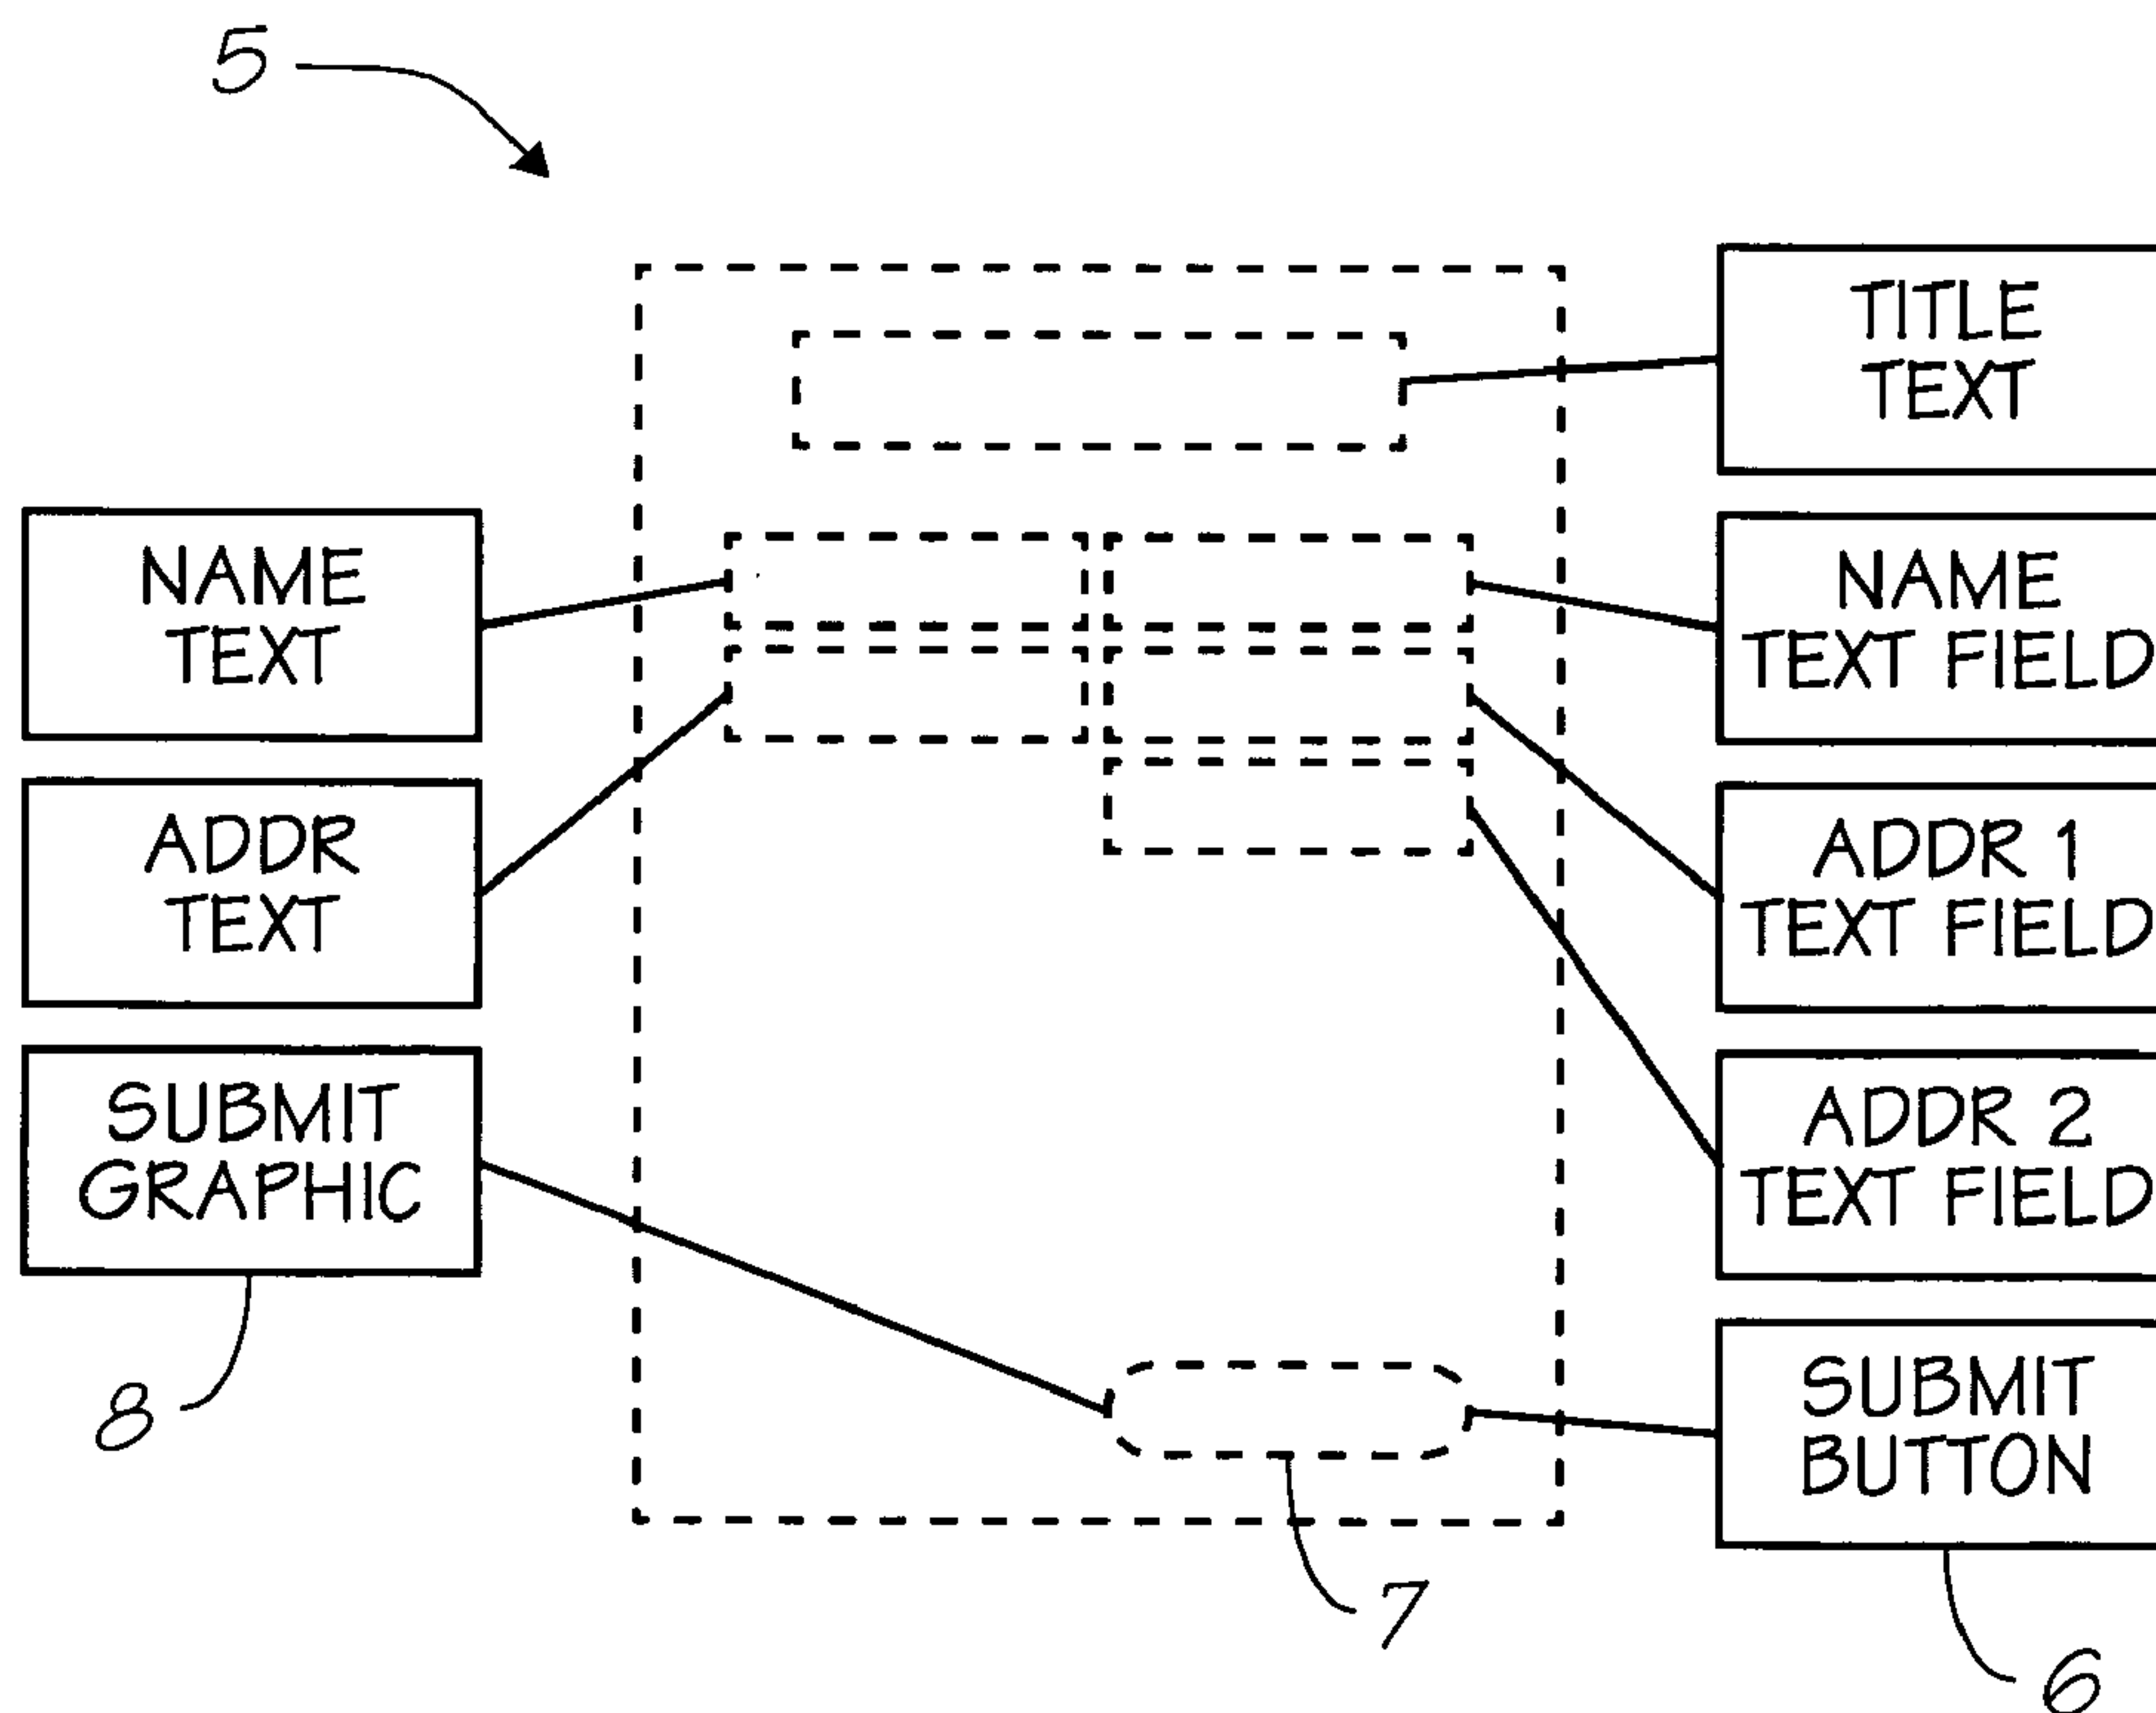 5
TITLE
TEXT
NAME
TEXT
NAME
TEXT FIELD
ADDR
TEXT
ADDR 1
TEXT FIELD
SUBMIT
GRAPHIC
ADDR 2
TEXT FIELD
8
SUBMIT
BUTTON
7
6